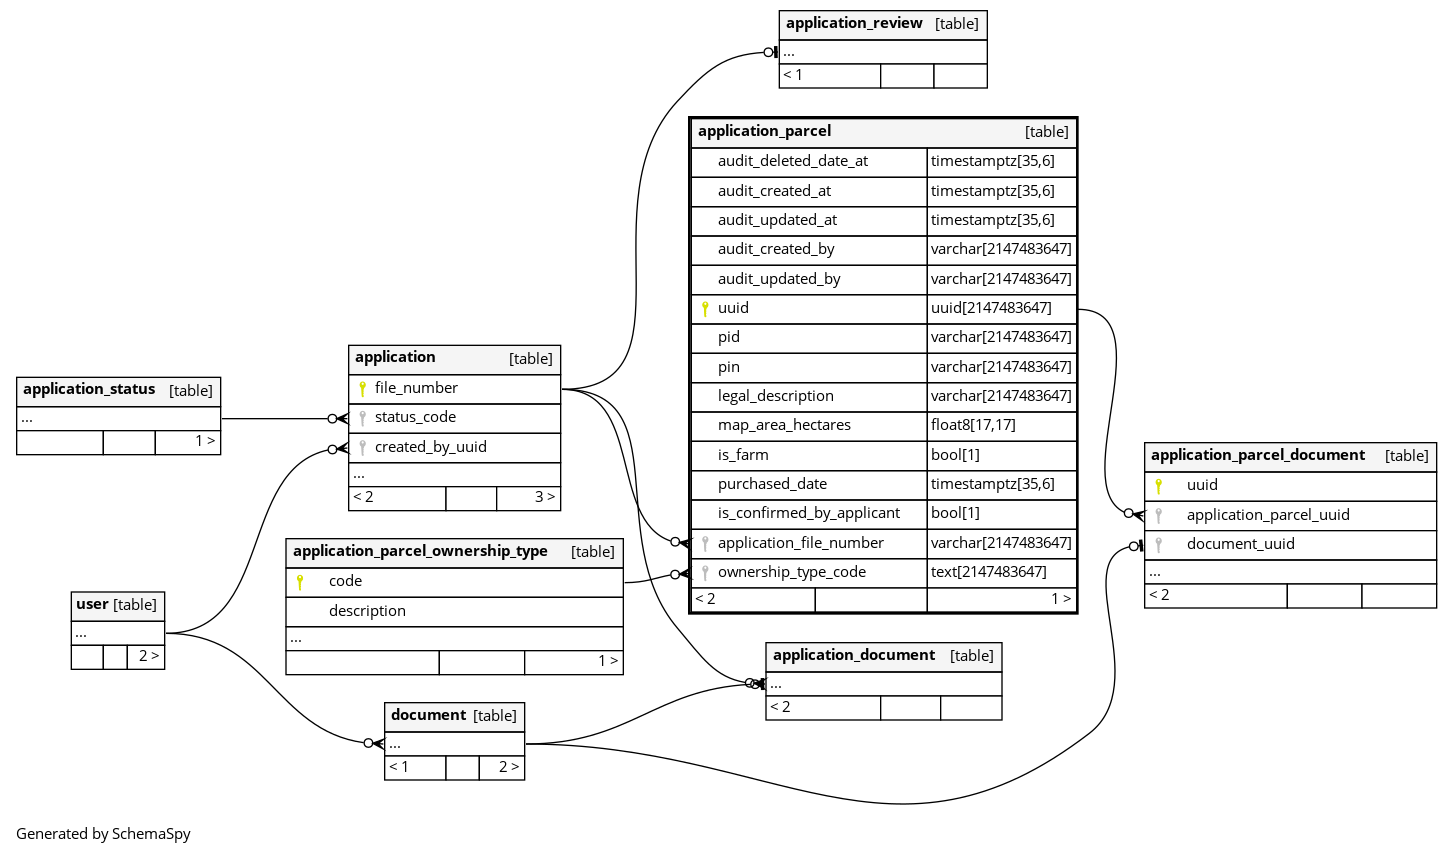 application_review [table]
...
< 1
application_parcel [table]
audit_deleted_date_at timestamptz[35,6]
audit_created_at timestamptz[35,6]
audit_updated_at timestamptz[35,6]
audit_created_by varchar[2147483647]
audit_updated_by varchar[2147483647]
uuid uuid[2147483647]
pid varchar[2147483647]
pin varchar[2147483647]
legal_description varchar[2147483647]
map_area_hectares float8[17,17]
is_farm bool[1]
purchased_date timestamptz[35,6]
is_confirmed_by_applicant bool[1]
application_file_number varchar[2147483647]
ownership_type_code text[2147483647]
< 2 1 >
application [table]
file_number
status_code
created_by_uuid
...
< 2 3 >
application_status [table]
...
1 >
application_parcel_document [table]
uuid
application_parcel_uuid
document_uuid
...
< 2
application_parcel_ownership_type [table]
code
description
...
1 >
user [table]
...
2 >
application_document [table]
...
< 2
document [table]
...
< 1 2 >
Generated by SchemaSpy